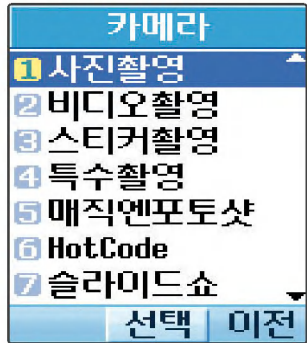 카메라
1 사진촬영
2 비디오촬영
3 스티커촬영
4 특수촬영
5 매직엔포토샷
6 HotCode
7 슬라이드쇼
선택 이전